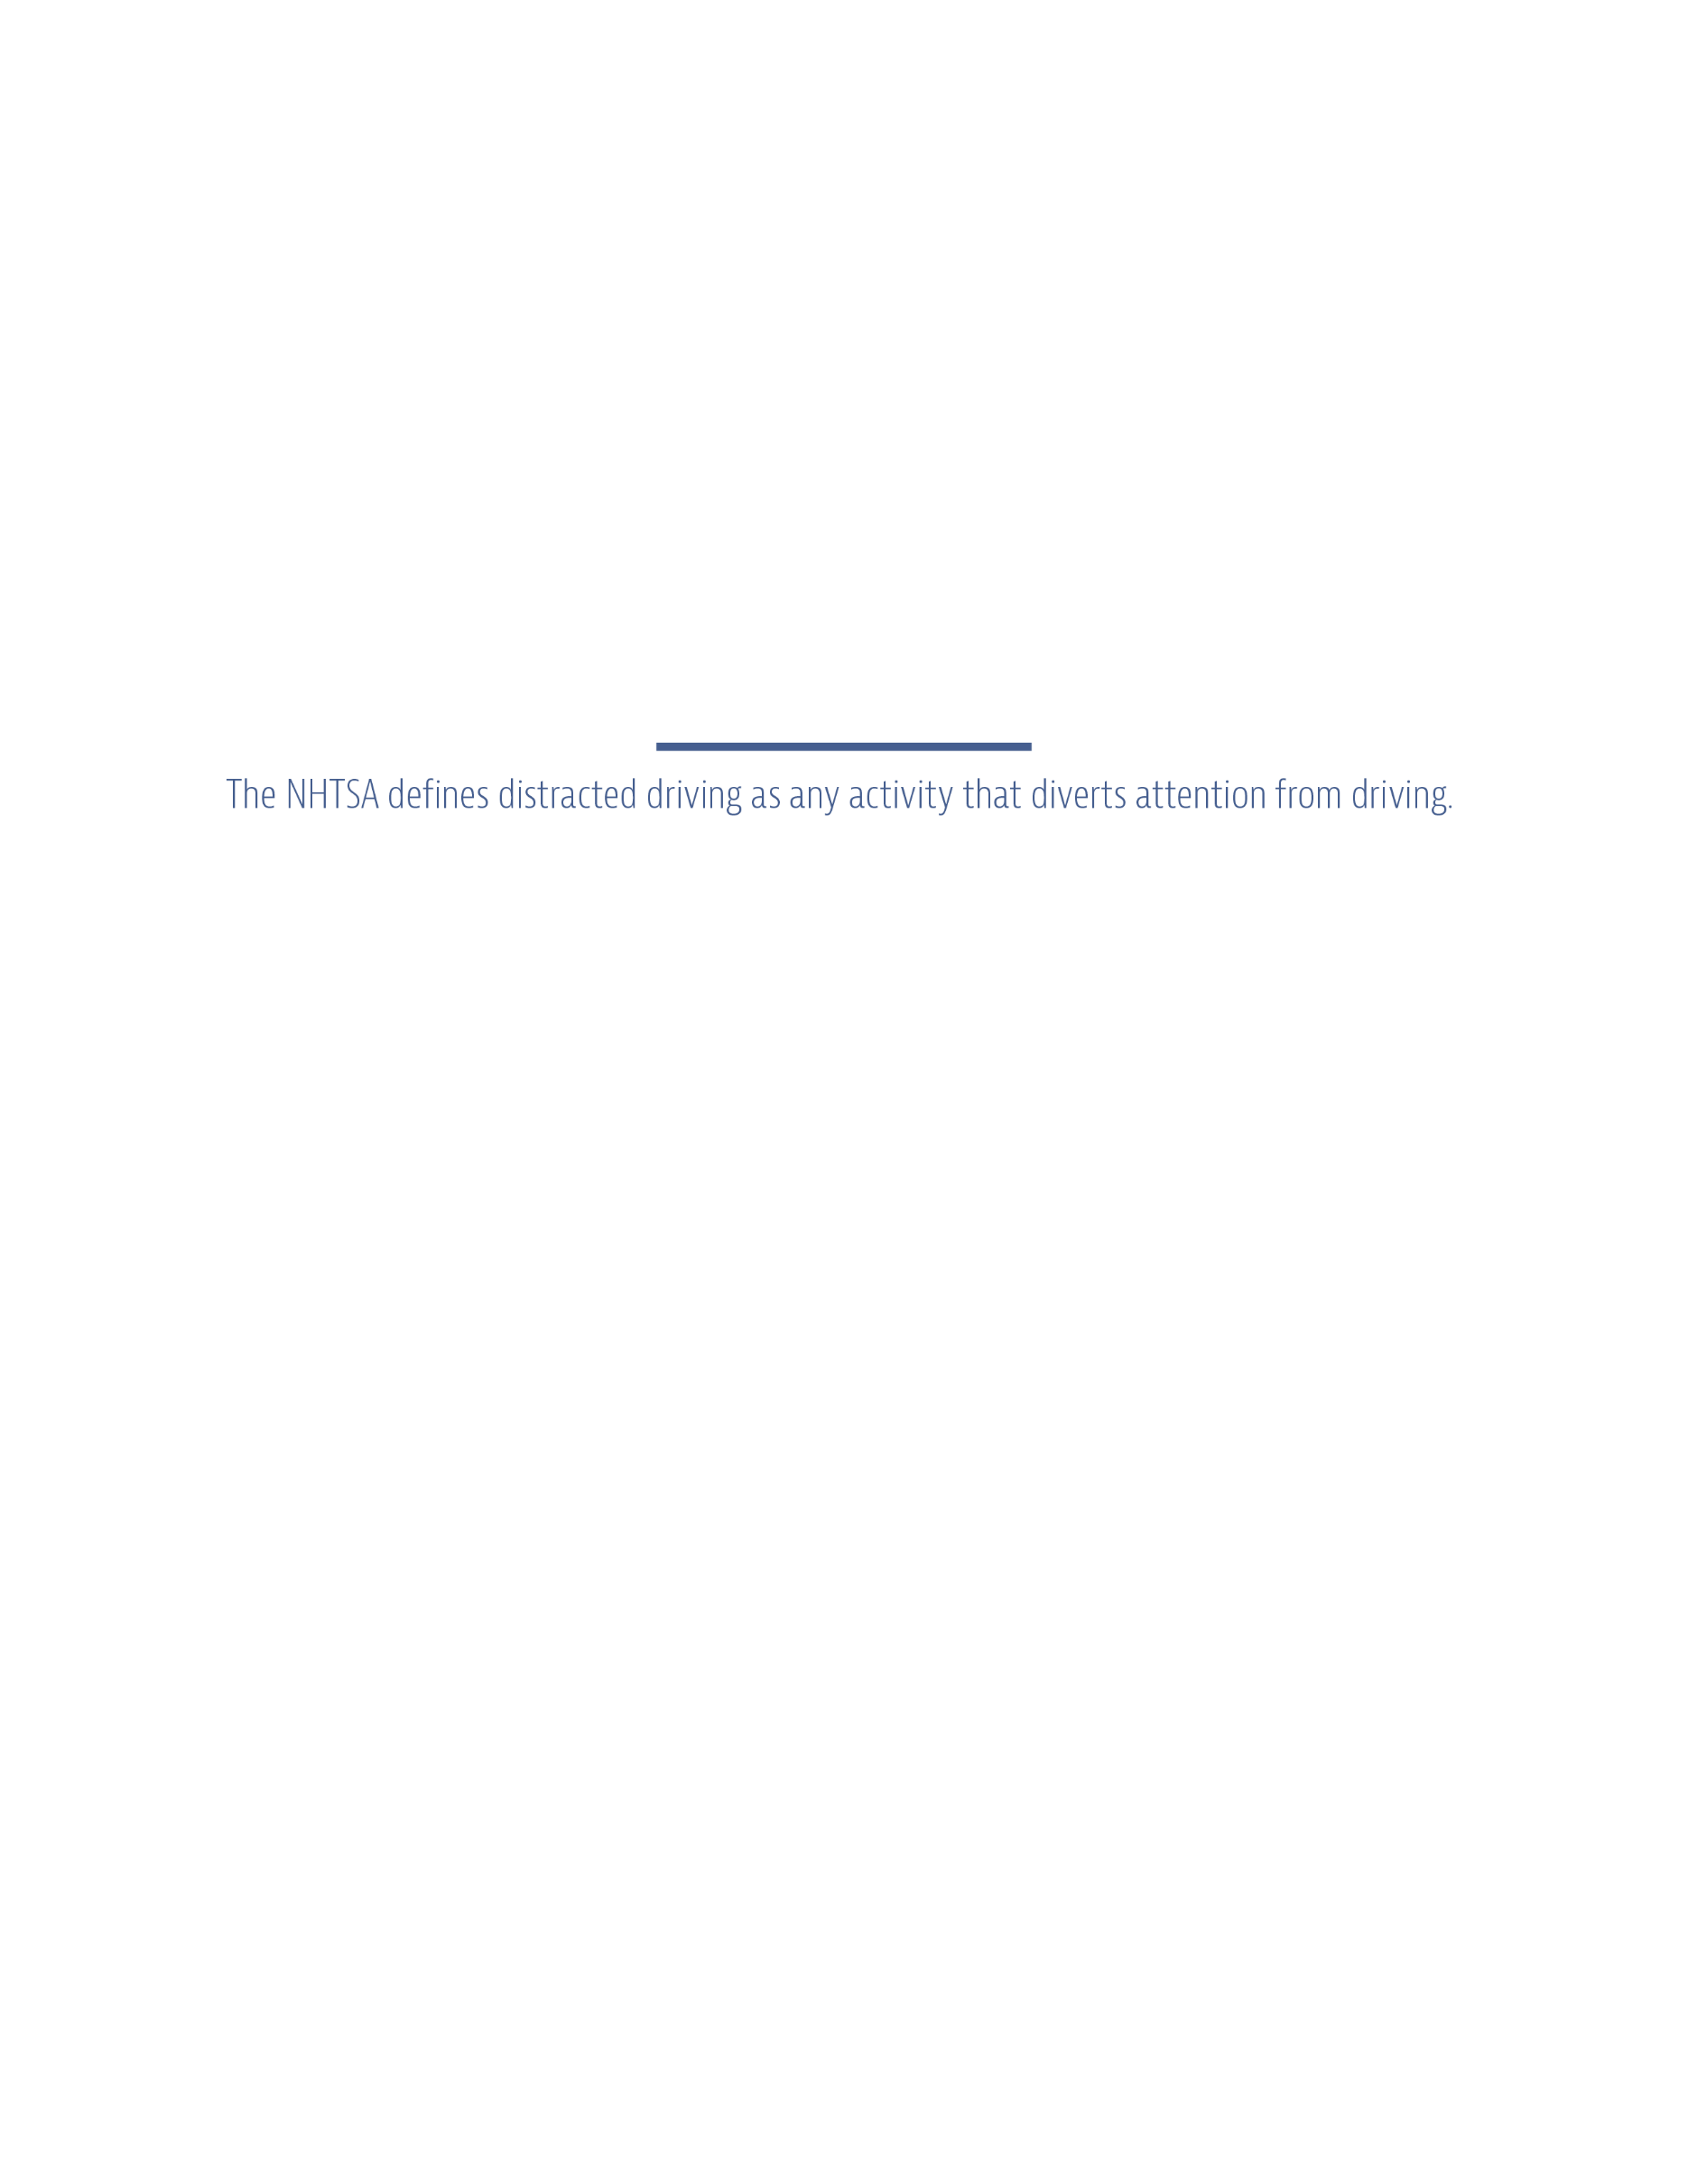 The NHTSA defines distracted driving as any activity that diverts attention from driving.